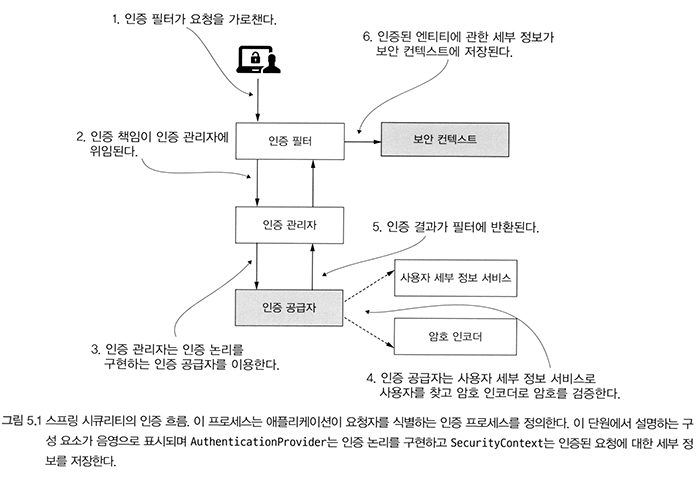 1. 인증 필터가 요청을 가로챈다.
6. 인증된 엔티티에 관한 세부 정보가
보안 컨텍스트에 저장된다.
2. 인증 책임이 인증 관리자에
위임된다.
인증 필터
보안 컨텍스트
인증 관리자
5. 인증 결과가 필터에 반환된다.
인증 공급자
사용자 세부 정보 서비스
암호 인코더
3. 인증 관리자는 인증 논리를
구현하는 인증 공급자를 이용한다.
4. 인증 공급자는 사용자 세부 정보 서비스로
사용자를 찾고 암호 인코더로 암호를 검증한다.
그림 5.1 스프링 시큐리티의 인증 흐름. 이 프로세스는 애플리케이션이 요청자를 식별하는 인증 프로세스를 정의한다. 이 단원에서 설명하는 구
성 요소가 음영으로 표시되며 AuthenticationProvider는 인증 논리를 구현하고 SecurityContext는 인증된 요청에 대한 세부 정
보를 저장한다.